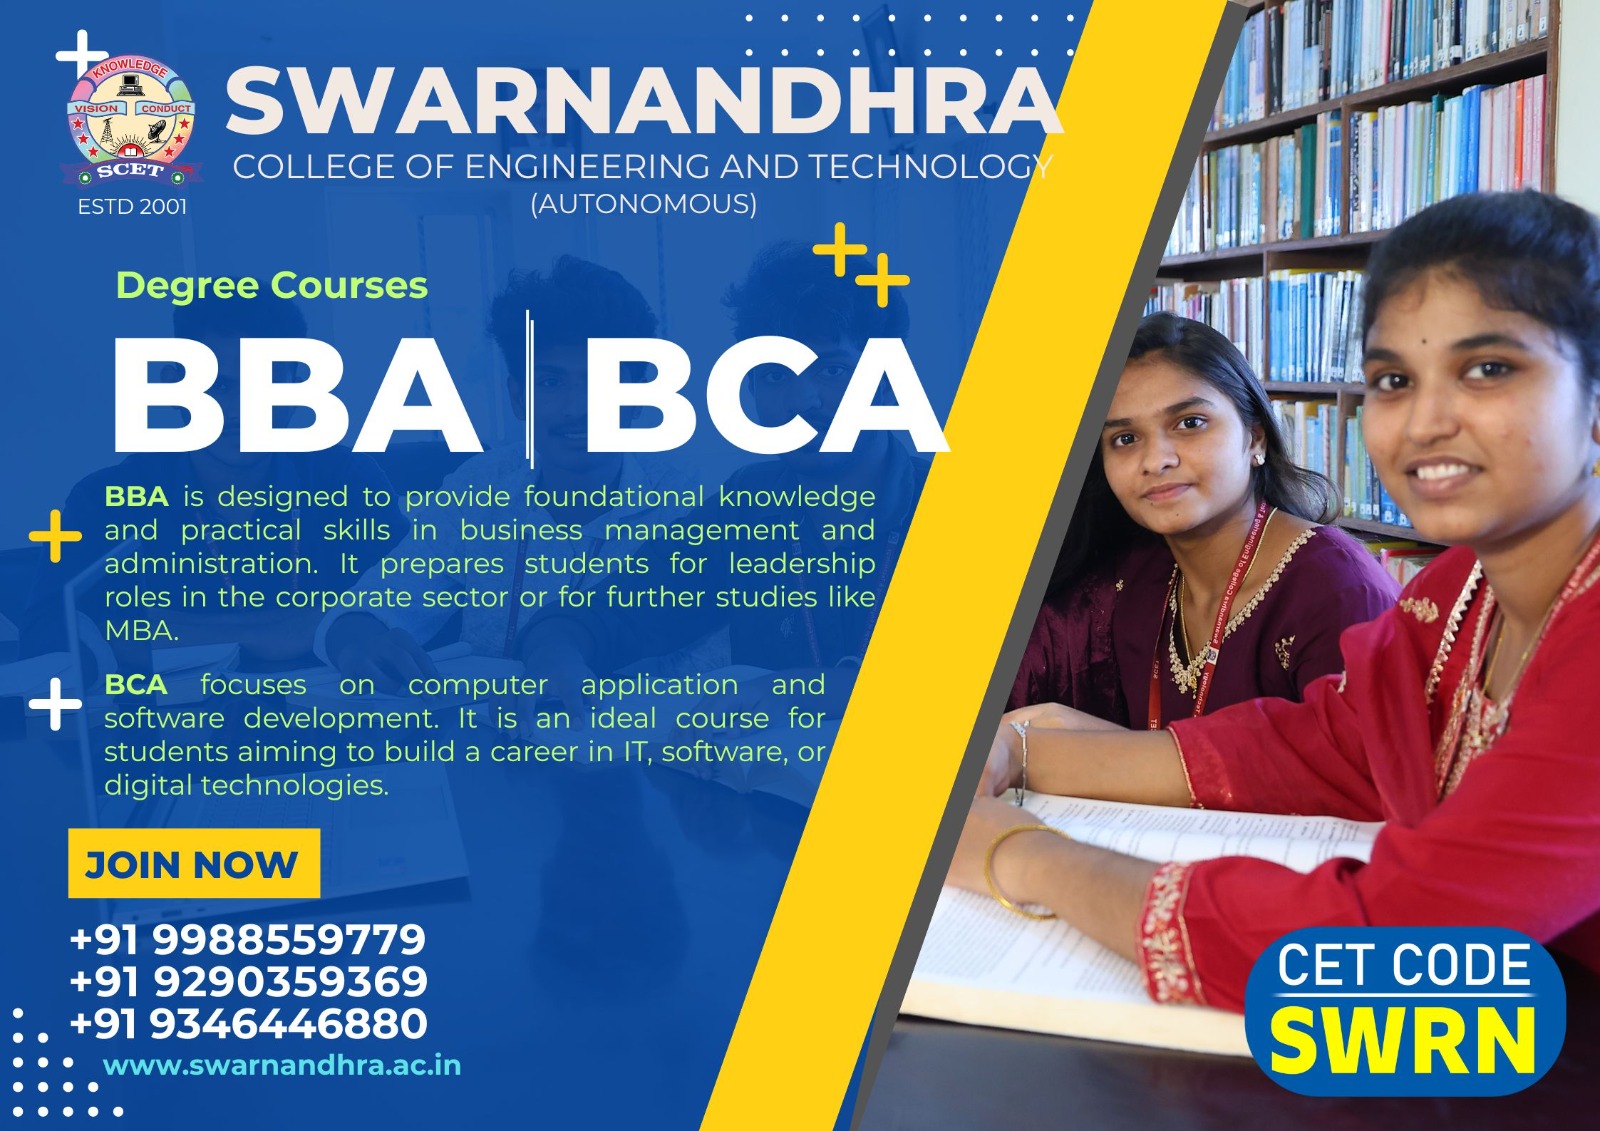 KNOWLEDGE
VISION CONDUCT
SCET
ESTD 2001
SWARNANDHRA
COLLEGE OF ENGINEERING AND TECHNOLOGY
(AUTONOMOUS)
Degree Courses
BBA BCA
BBA is designed to provide foundational knowledge
and practical skills in business management and
administration. It prepares students for leadership
roles in the corporate sector or for further studies like
MBA.
BCA focuses on computer application and
software development. It is an ideal course for
students aiming to build a career in IT, software, or
digital technologies.
JOIN NOW
+91 9988559779
+91 9290359369
+91 9346446880
www.swarnandhra.ac.in
CET CODE
SWRN